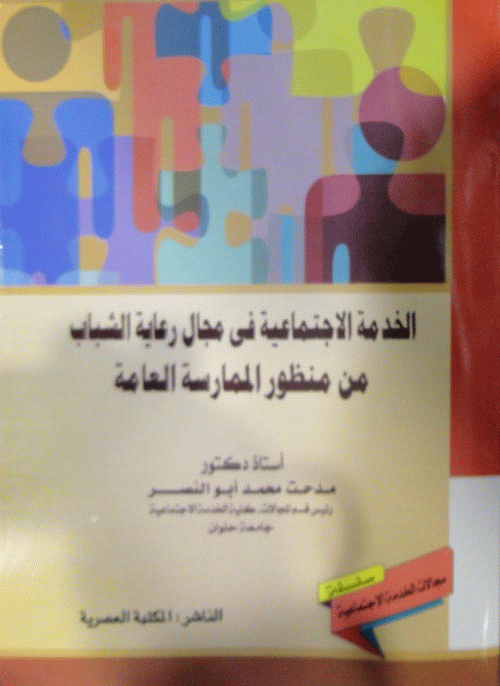 الخدمة الاجتماعية فى مجال رعاية الشباب
من منظور الممارسة العامة
أستاذ دكتور
مدحت محمد أبو النصر
رئيس قسم المجالات، كلية الخدمة الاجتماعية
جامعة حلوان
سلسلة
مجالات الخدمة الاجتماعية
الناشر: المكتبة العصرية